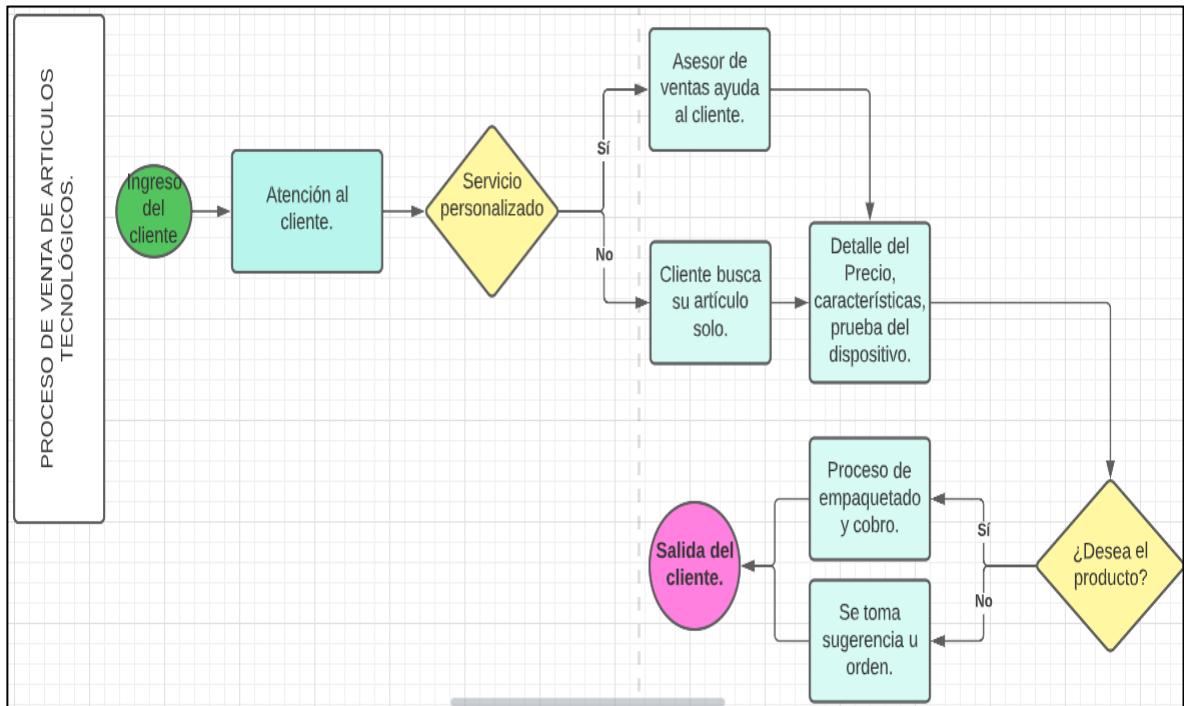 PROCESO DE VENTA DE ARTICULOS
TECNOLÓGICOS.
Ingreso
del
cliente
Atención al
cliente.
Servicio
personalizado
Sí
No
Asesor de
ventas ayuda
al cliente.
Cliente busca
su artículo
solo.
Detalle del
Precio,
características,
prueba del
dispositivo.
¿Desea el
producto?
Sí
No
Proceso de
empaquetado
y cobro.
Se toma
sugerencia u
orden.
Salida del
cliente.